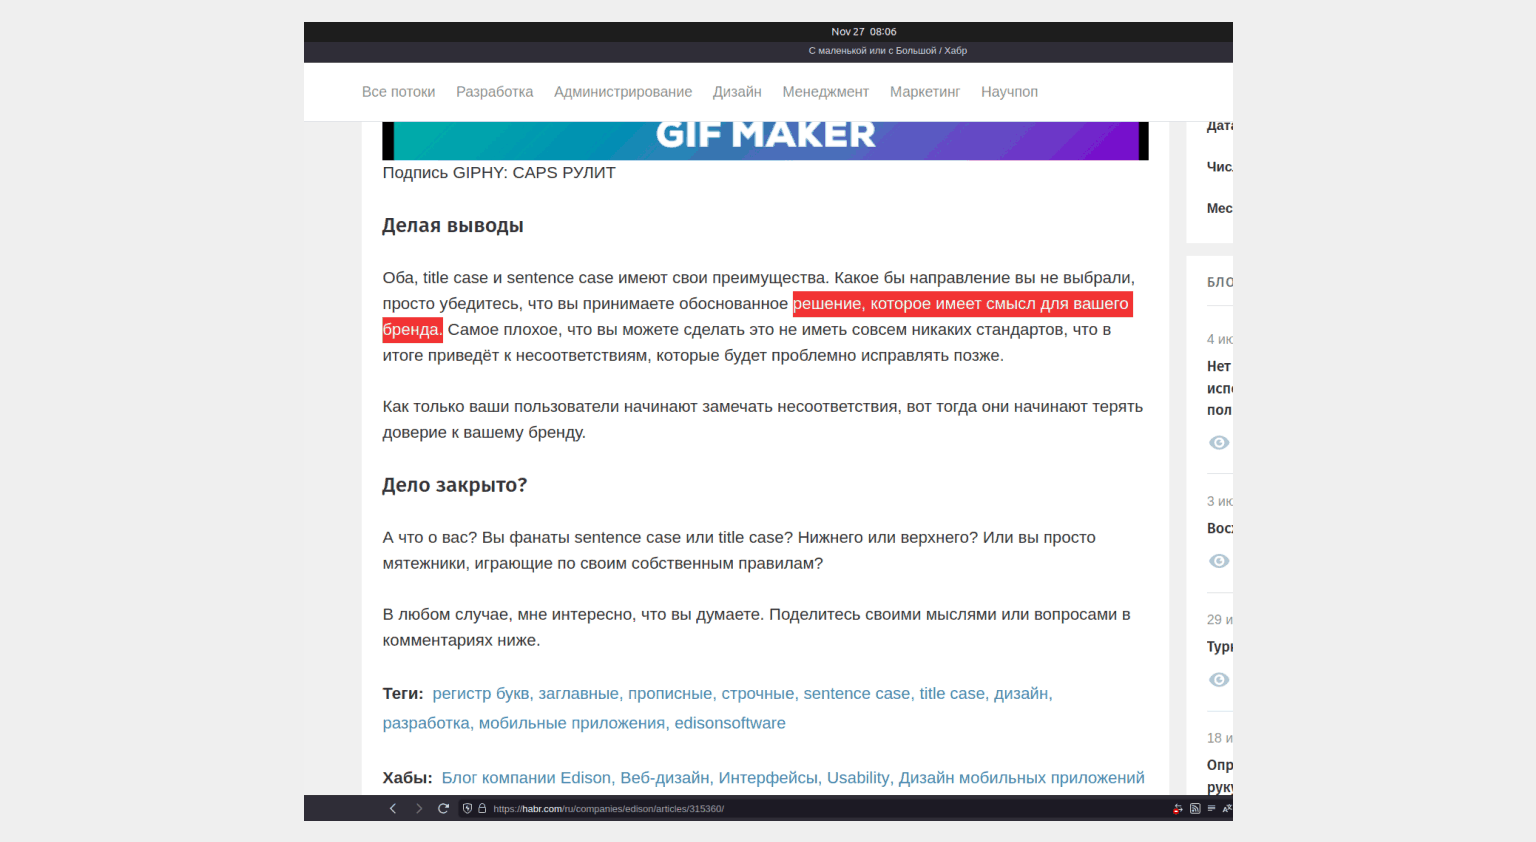 Nov 27 08:06
С маленькой или с Большой / Хабр
Все потоки Разработка Администрирование Дизайн Менеджмент Маркетинг Научпоп
GIF MAKER
Подпись GIPHY: CAPS РУЛИТ
Делая выводы
Оба, title case и sentence case имеют свои преимущества. Какое бы направление вы не выбрали,
просто убедитесь, что вы принимаете обоснованное решение, которое имеет смысл для вашего
бренда. Самое плохое, что вы можете сделать это не иметь совсем никаких стандартов, что в
итоге приведёт к несоответствиям, которые будет проблемно исправлять позже.
Как только ваши пользователи начинают замечать несоответствия, вот тогда они начинают терять
доверие к вашему бренду.
Дело закрыто?
А что о вас? Вы фанаты sentence case или title case? Нижнего или верхнего? Или вы просто
мятежники, играющие по своим собственным правилам?
В любом случае, мне интересно, что вы думаете. Поделитесь своими мыслями или вопросами в
комментариях ниже.
Теги: регистр букв, заглавные, прописные, строчные, sentence case, title case, дизайн,
разработка, мобильные приложения, edisonsoftware
Хабы: Блог компании Edison, Веб-дизайн, Интерфейсы, Usability, Дизайн мобильных приложений
Дата
Мес
БЛО
4 ию
Нет
испо
пол
3 ию
Вос
29 и
Тур
18 и
Опр
рук
https://habr.com/ru/companies/edison/articles/315360/